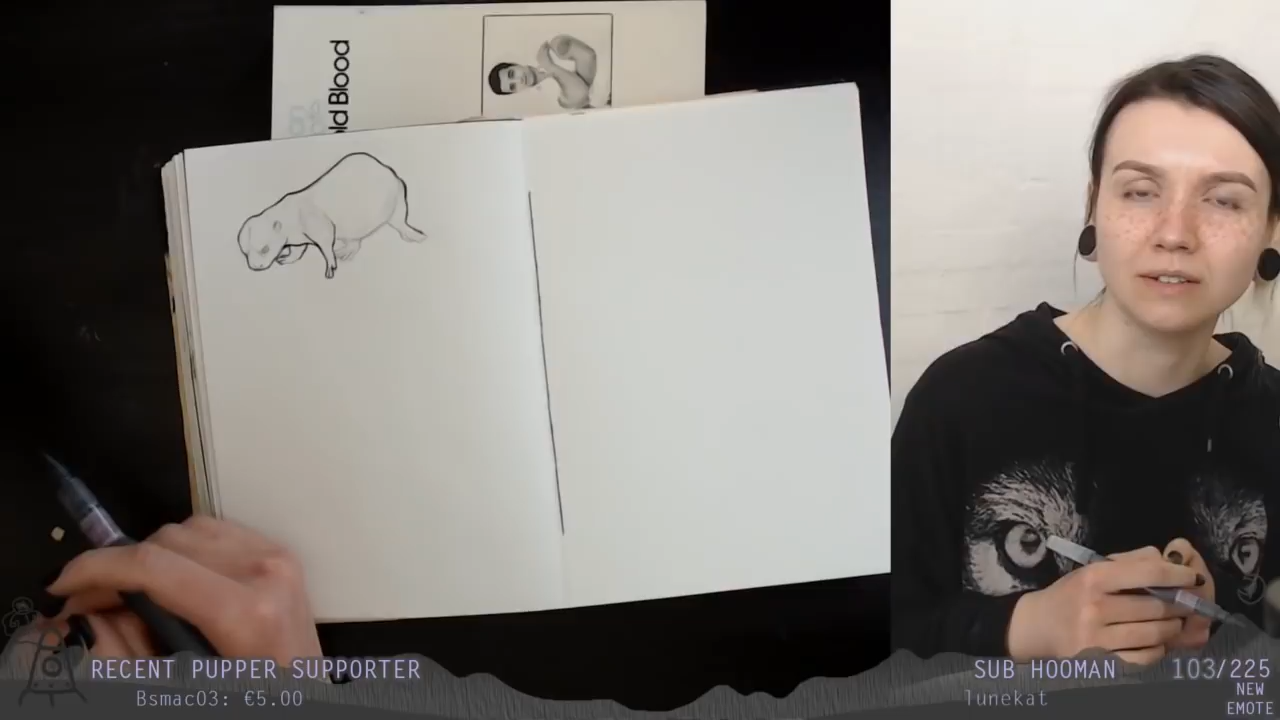 ld Blood
RECENT PUPPER SUPPORTER
Bsmac03: €5.00
SUB HOOMAN
103/225
lunekat
NEW
EMOTE